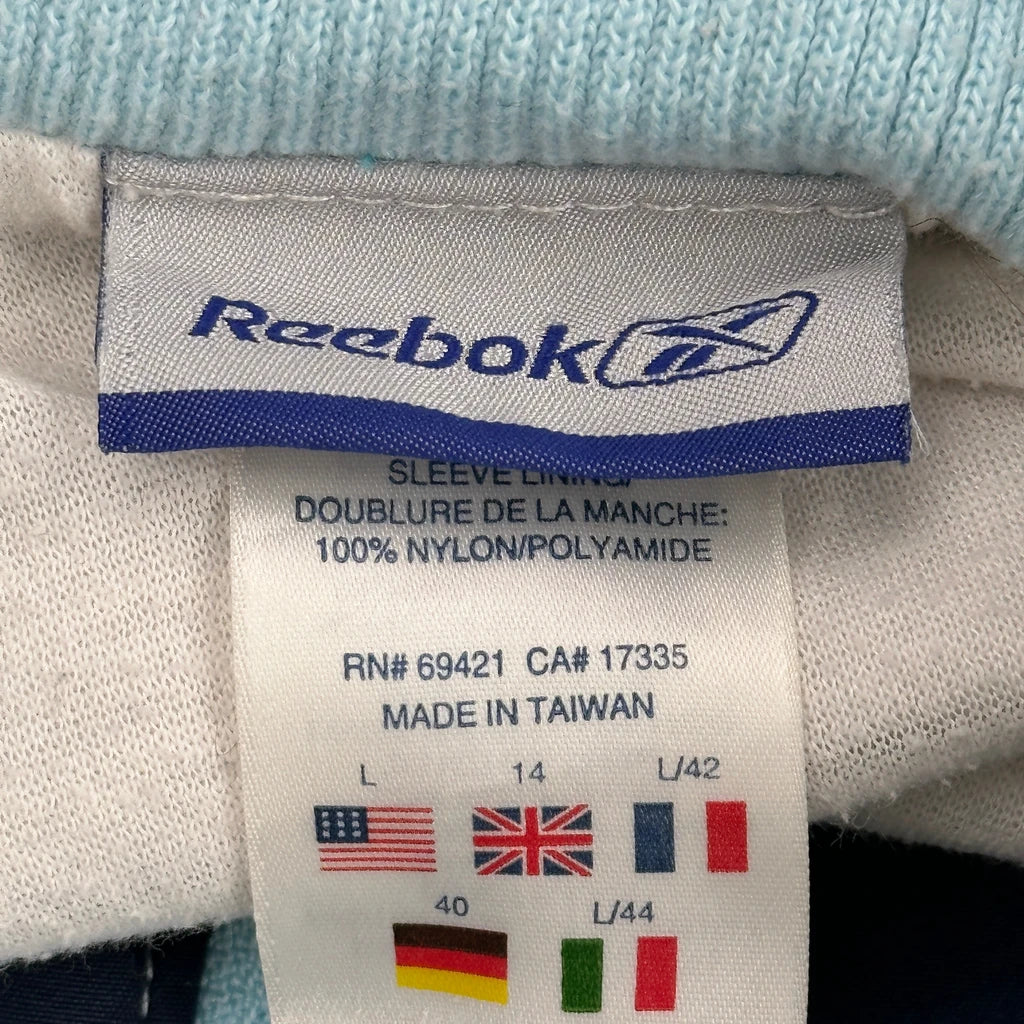 Reebok
SLEEVE LINING/
DOUBLURE DE LA MANCHE:
100% NYLON/POLYAMIDE
RN# 69421 CA# 17335
MADE IN TAIWAN
L 14 L/42
40 L/44